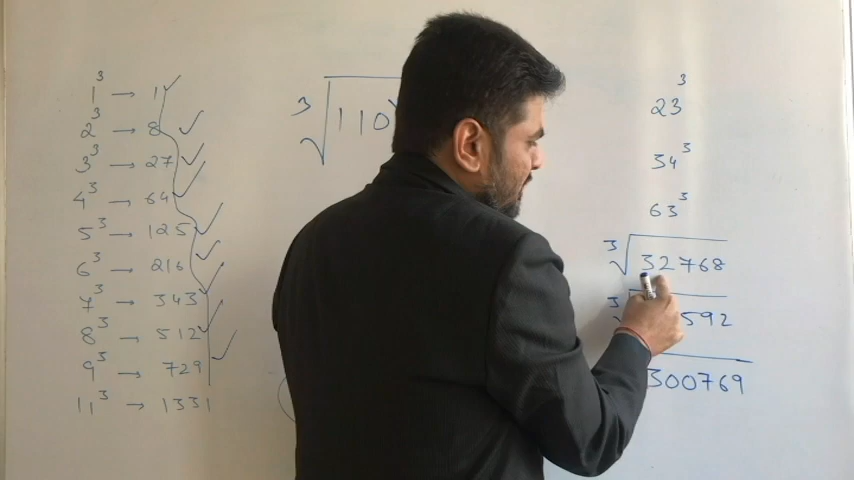 1³ → 1
2³ → 8
3³ → 27
4³ → 64
5³ → 125
6³ → 216
7³ → 343
8³ → 512
9³ → 729
11³ → 1331
∛110
23³
34³
63³
∛32768
592
300769